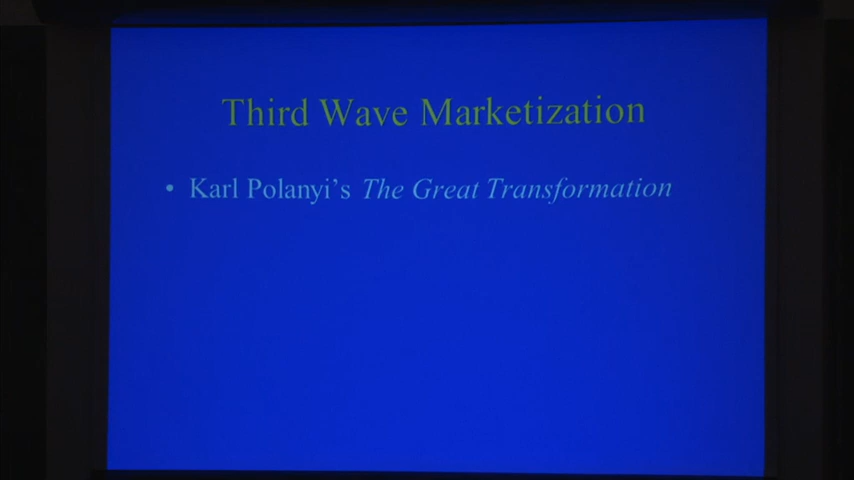 Third Wave Marketization
• Karl Polanyi's The Great Transformation